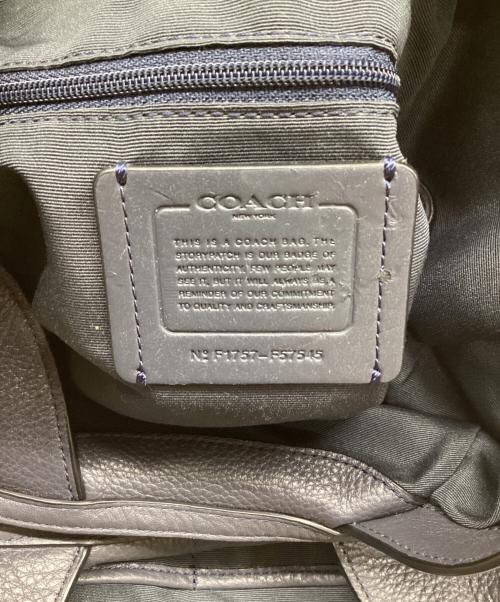 COACH
NEW YORK
THIS IS A COACH BAG. THE
STORYPATCH IS OUR BADGE OF
AUTHENTICITY. FEW PEOPLE MAY
SEE IT, BUT IT WILL ALWAYS BE A
REMINDER OF OUR COMMITMENT
TO QUALITY AND CRAFTSMANSHIP.
Nº F1757-F57545